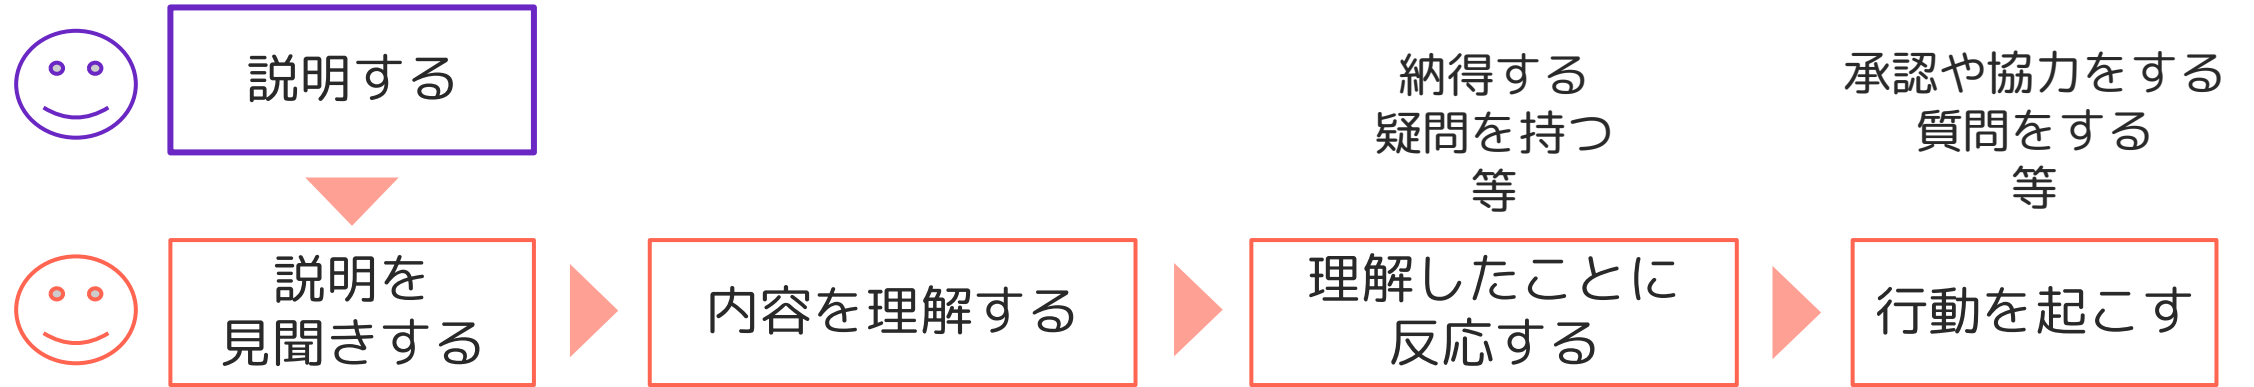 説明する
説明を
見聞きする
内容を理解する
納得する
疑問を持つ
等
理解したことに
反応する
承認や協力をする
質問をする
等
行動を起こす